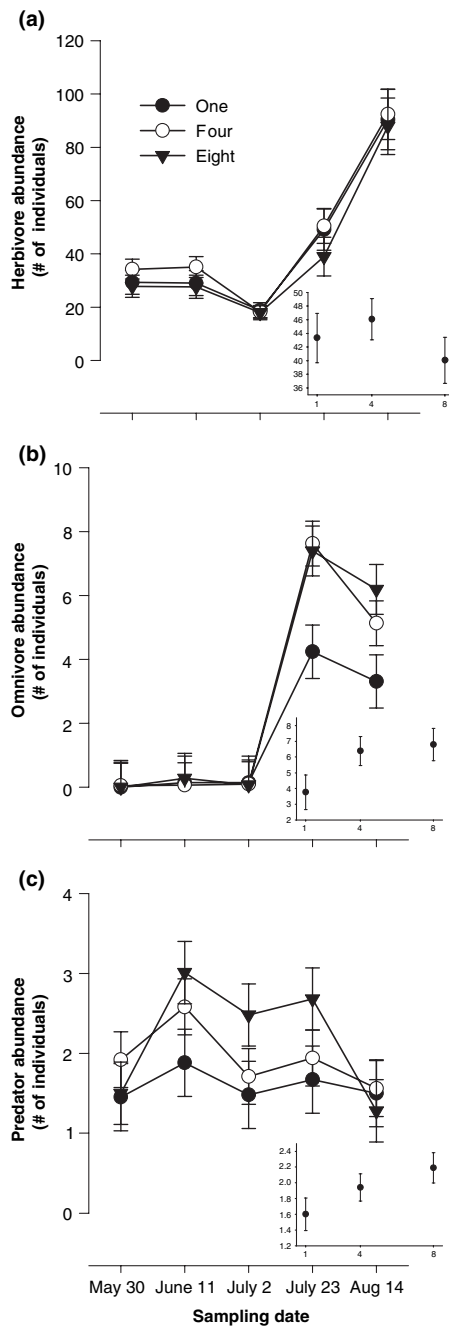 (a)
120
100
80
60
40
20
0
Herbivore abundance
(# of individuals)
One
Four
Eight
50
48
46
44
42
40
38
36
1 4 8
(b)
10
8
6
4
2
0
Omnivore abundance
(# of individuals)
8
7
6
5
4
3
2
1 4 8
(c)
4
3
2
1
0
Predator abundance
(# of individuals)
2.4
2.2
2.0
1.8
1.6
1.4
1.2
1 4 8
May 30 June 11 July 2 July 23 Aug 14
Sampling date